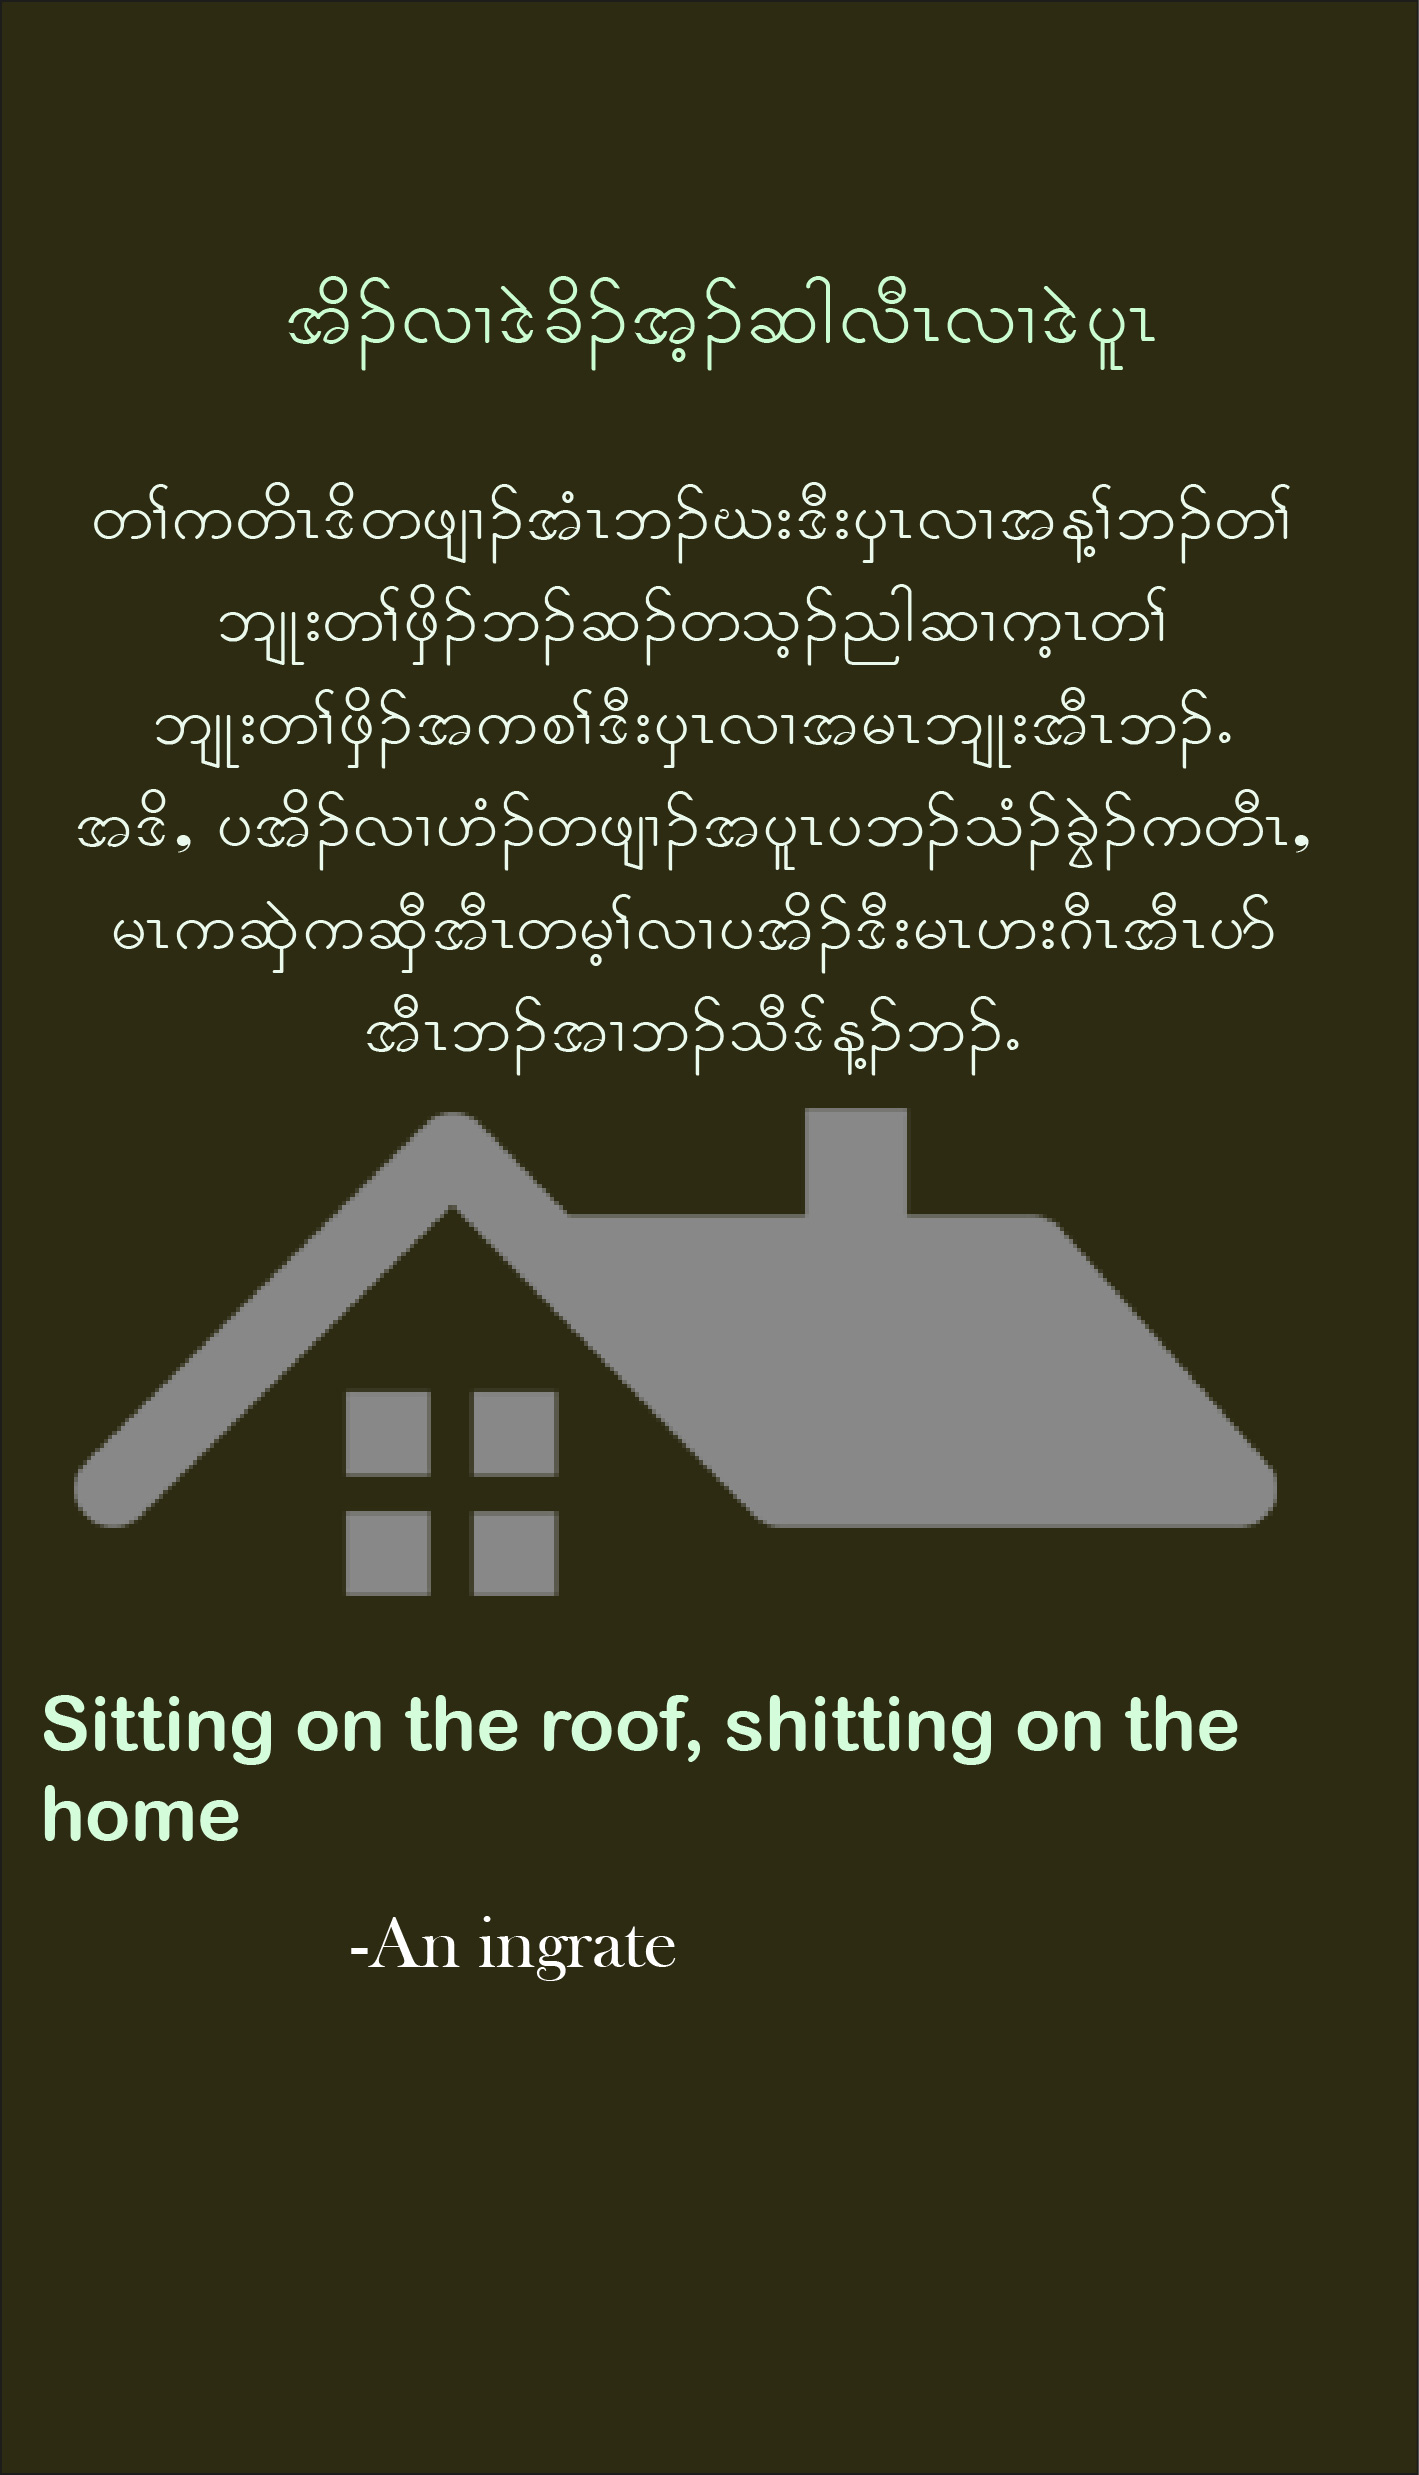 အိၣ်လၢဒဲခိၣ်အ့ၣ်ဆါလီၤလၢဒဲပူၤ
တၢ်ကတိၤဒိတဖျၢၣ်အံၤဘၣ်ဃးဒီးပှၤလၢအန့ၢ်ဘၣ်တၢ်
ဘျုးတၢ်ဖှိၣ်ဘၣ်ဆၣ်တသ့ၣ်ညါဆၢက့ၤတၢ်
ဘျုးတၢ်ဖှိၣ်အကစၢ်ဒီးပှၤလၢအမၤဘျုးအီၤဘၣ်.
အဒိ, ပအိၣ်လၢဟံၣ်တဖျၢၣ်အပူၤပဘၣ်သံၣ်ခွဲၣ်ကတီၤ,
မၤကဆှဲကဆှီအီၤတမ့ၢ်လၢပအိၣ်ဒီးမၤဟးဂီၤအီၤဟ်
အီၤဘၣ်အၢဘၣ်သီဒ်န့ၣ်ဘၣ်.
Sitting on the roof, shitting on the
home
-An ingrate